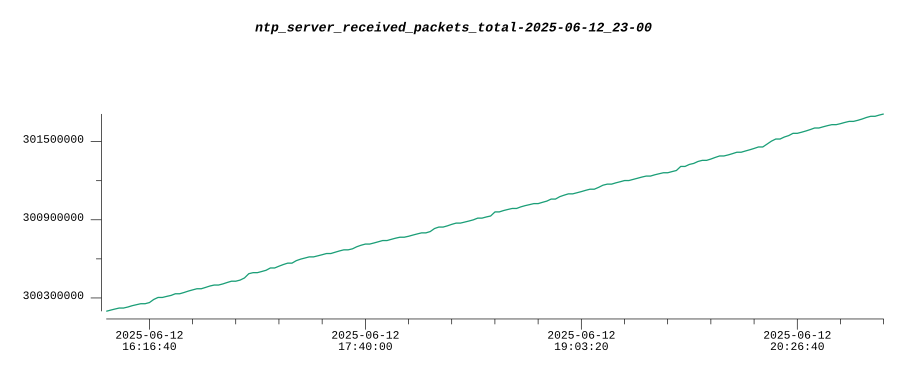 ntp_server_received_packets_total-2025-06-12_23-00
301500000
300900000
300300000
2025-06-12 2025-06-12 2025-06-12 2025-06-12
16:16:40 17:40:00 19:03:20 20:26:40